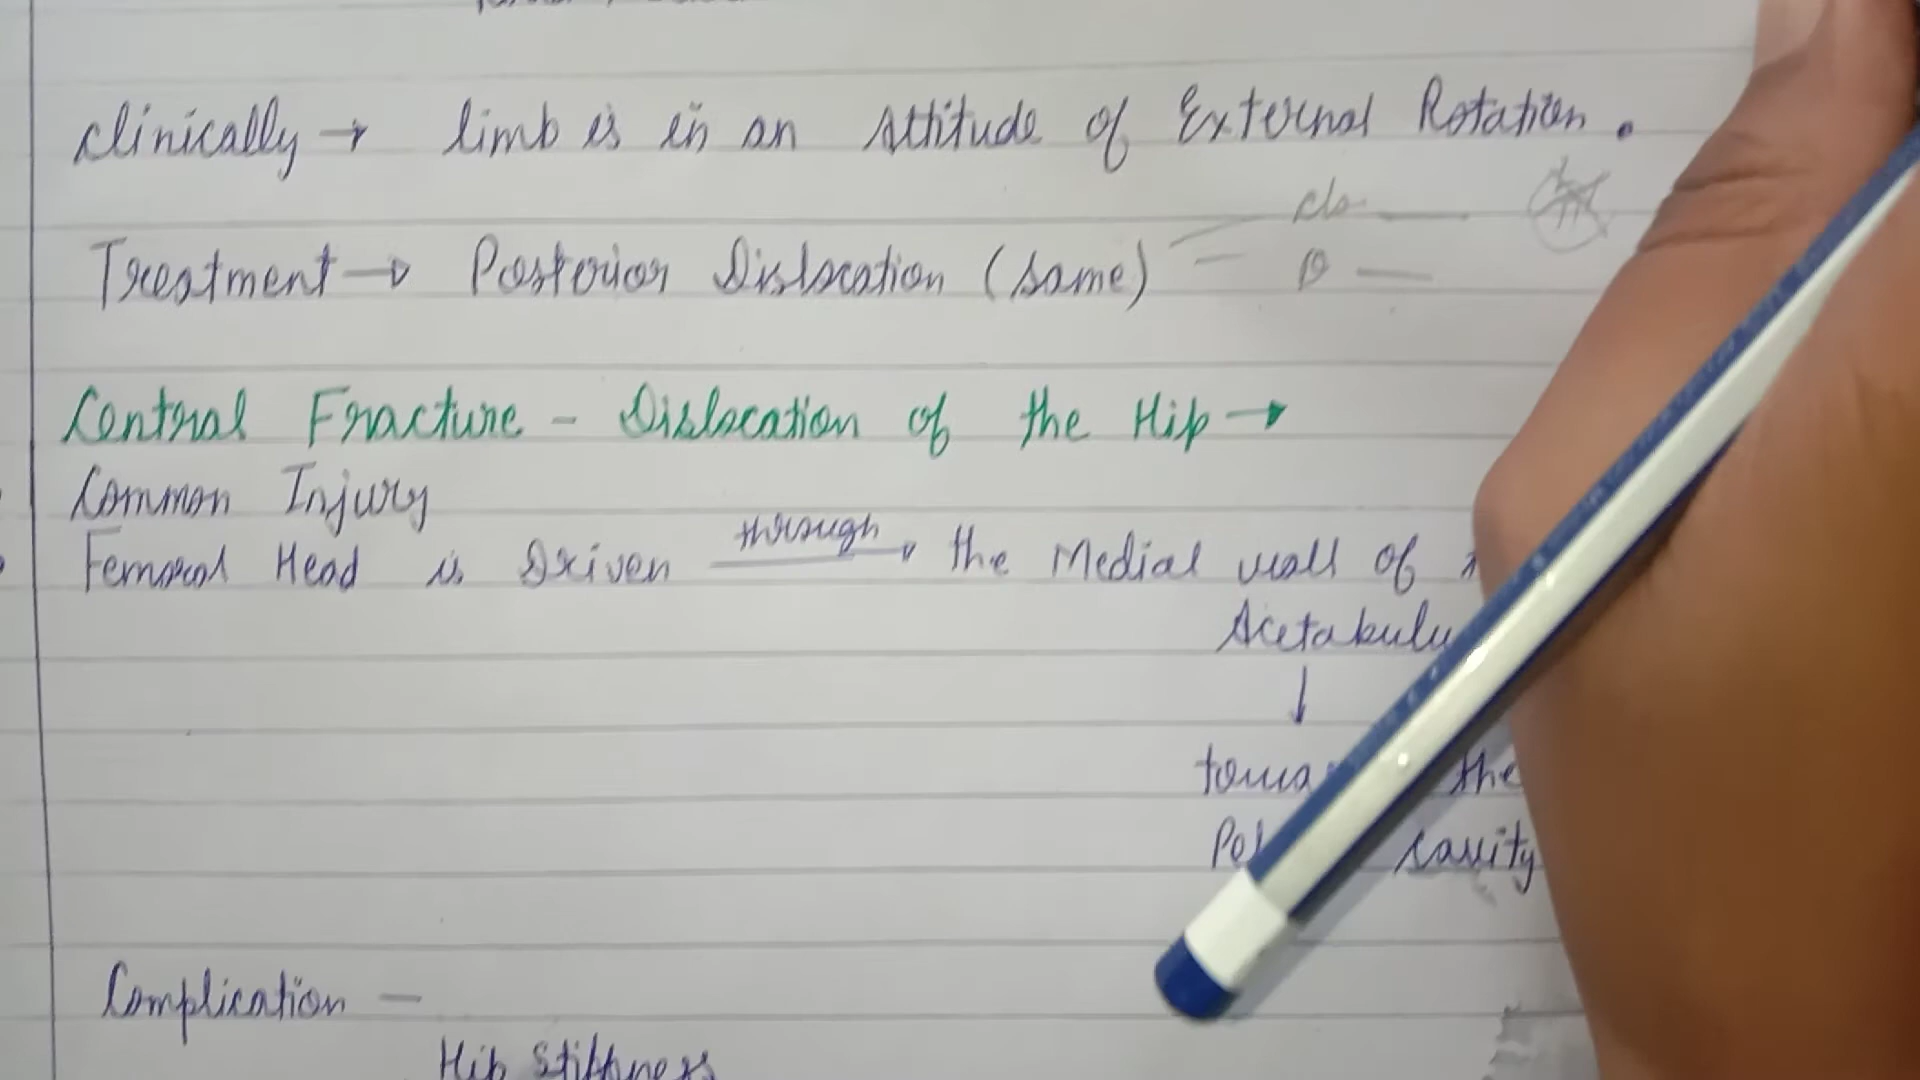 Clinically → limb is in an Attitude of External Rotation.
Treatment → Posterior Dislocation (same)
Central Fracture - Dislocation of the Hip →
Common Injury
Femoral Head is Driven through → the Medial wall of
Acetabulu
↓
the
cavity
Complication -
Hip Stiffness